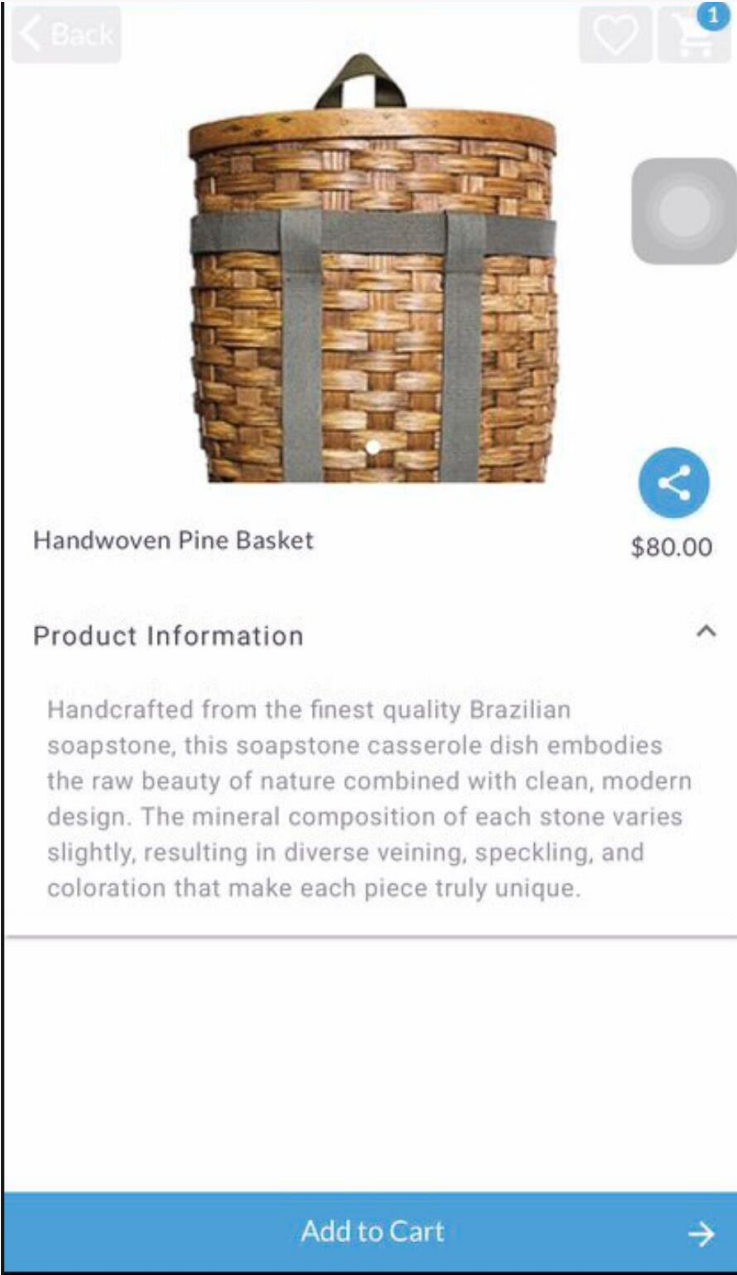 Back
1
Handwoven Pine Basket
$80.00
Product Information
Handcrafted from the finest quality Brazilian
soapstone, this soapstone casserole dish embodies
the raw beauty of nature combined with clean, modern
design. The mineral composition of each stone varies
slightly, resulting in diverse veining, speckling, and
coloration that make each piece truly unique.
Add to Cart